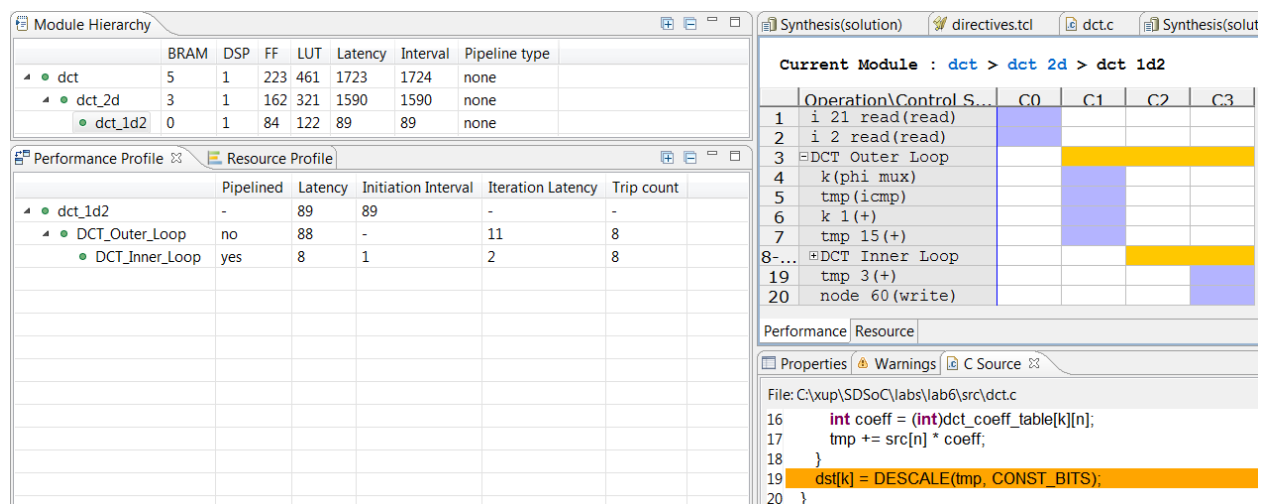 Module Hierarchy
BRAM DSP FF LUT Latency Interval Pipeline type
dct 5 1 223 461 1723 1724 none
dct_2d 3 1 162 321 1590 1590 none
dct_1d2 0 1 84 122 89 89 none
Performance Profile Resource Profile
Pipelined Latency Initiation Interval Iteration Latency Trip count
dct_1d2 - 89 89 - -
DCT_Outer_Loop no 88 - 11 8
DCT_Inner_Loop yes 8 1 2 8
Synthesis(solution) directives.tcl dct.c Synthesis(solut
Current Module : dct > dct 2d > dct 1d2
Operation\Control S... C0 C1 C2 C3
1 i 21 read(read)
2 i 2 read(read)
3 DCT Outer Loop
4 k(phi mux)
5 tmp(icmp)
6 k 1(+)
7 tmp 15(+)
8-... DCT Inner Loop
19 tmp 3(+)
20 node 60(write)
Performance Resource
Properties Warnings C Source
File: C:\xup\SDSoC\labs\lab6\src\dct.c
16 int coeff = (int)dct_coeff_table[k][n];
17 tmp += src[n] * coeff;
18 }
19 dst[k] = DESCALE(tmp, CONST_BITS);
20 }